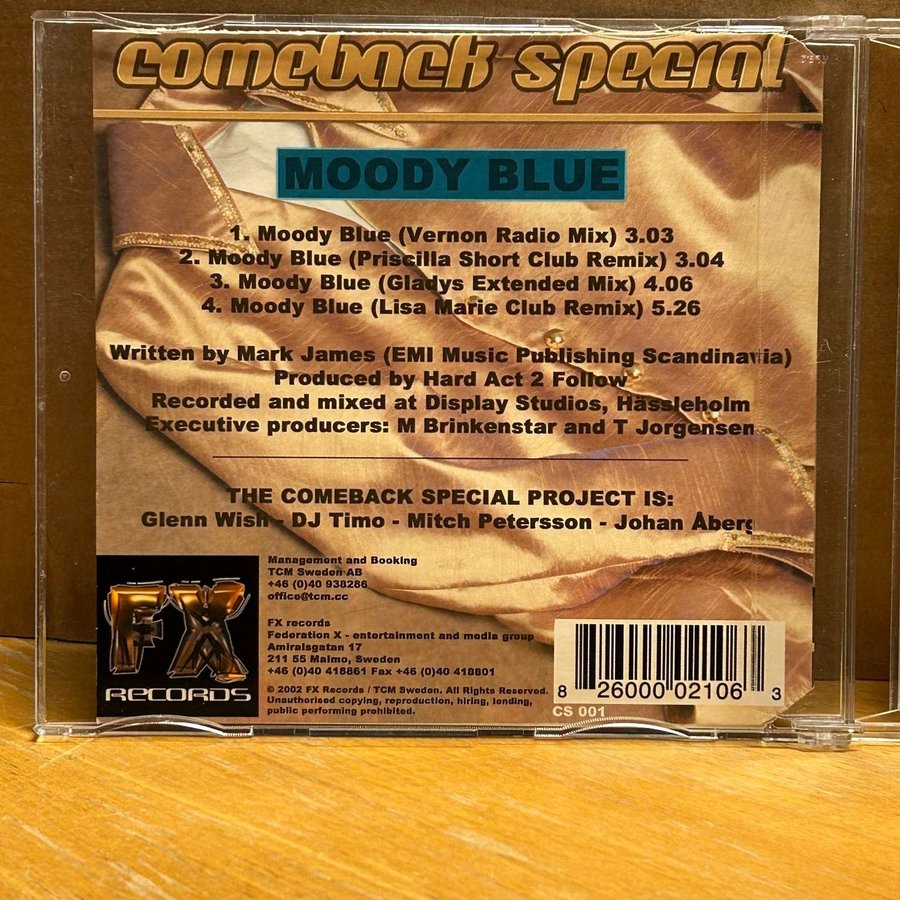 comeback special
MOODY BLUE
1. Moody Blue (Vernon Radio Mix) 3.03
2. Moody Blue (Priscilla Short Club Remix) 3.04
3. Moody Blue (Gladys Extended Mix) 4.06
4. Moody Blue (Lisa Marie Club Remix) 5.26
Written by Mark James (EMI Music Publishing Scandinavia)
Produced by Hard Act 2 Follow
Recorded and mixed at Display Studios, Hässleholm
Executive producers: M Brinkenstar and T Jorgensen
THE COMEBACK SPECIAL PROJECT IS:
Glenn Wish - DJ Timo - Mitch Petersson - Johan Åberg
FX
RECORDS
Management and Booking
TCM Sweden AB
+46 (0)40 938286
office@tcm.cc
FX records
Federation X - entertainment and media group
Amiralsgatan 17
211 55 Malmo, Sweden
+46 (0)40 418861 Fax +46 (0)40 418801
© 2002 FX Records / TCM Sweden. All Rights Reserved.
Unauthorised copying, reproduction, hiring, lending,
public performing prohibited.
8 26000 02106 3
CS 001